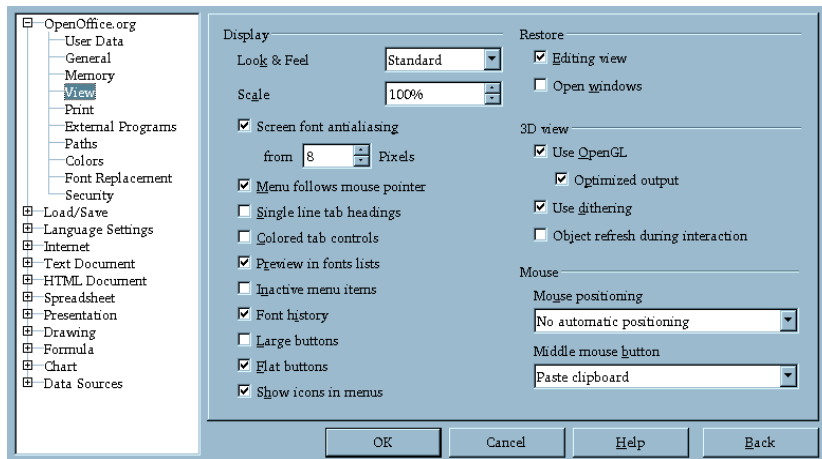 OpenOffice.org
User Data
General
Memory
View
Print
External Programs
Paths
Colors
Font Replacement
Security
Load/Save
Language Settings
Internet
Text Document
HTML Document
Spreadsheet
Presentation
Drawing
Formula
Chart
Data Sources
Display
Look & Feel Standard
Scale 100%
Screen font antialiasing
from 8 Pixels
Menu follows mouse pointer
Single line tab headings
Colored tab controls
Preview in fonts lists
Inactive menu items
Font history
Large buttons
Flat buttons
Show icons in menus
Restore
Editing view
Open windows
3D view
Use OpenGL
Optimized output
Use dithering
Object refresh during interaction
Mouse
Mouse positioning
No automatic positioning
Middle mouse button
Paste clipboard
OK Cancel Help Back